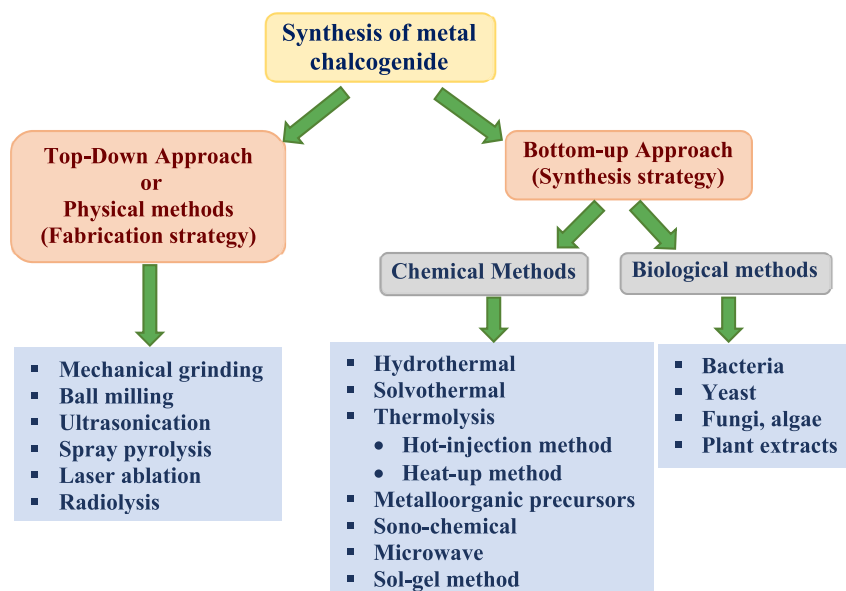 Synthesis of metal
chalcogenide
Top-Down Approach
or
Physical methods
(Fabrication strategy)
Bottom-up Approach
(Synthesis strategy)
Chemical Methods
Biological methods
▪ Mechanical grinding
▪ Ball milling
▪ Ultrasonication
▪ Spray pyrolysis
▪ Laser ablation
▪ Radiolysis
▪ Hydrothermal
▪ Solvothermal
▪ Thermolysis
• Hot-injection method
• Heat-up method
▪ Metalloorganic precursors
▪ Sono-chemical
▪ Microwave
▪ Sol-gel method
▪ Bacteria
▪ Yeast
▪ Fungi, algae
▪ Plant extracts